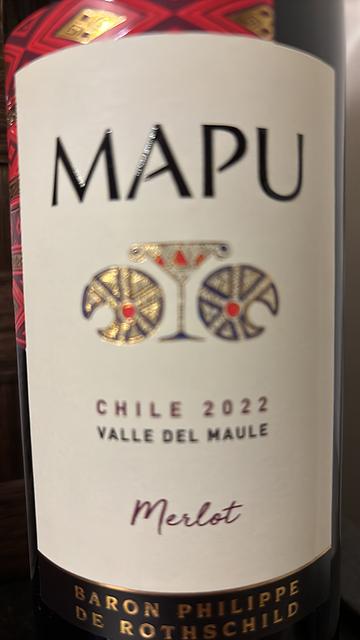 MAPU
CHILE 2022
VALLE DEL MAULE
Merlot
BARON PHILIPPE
DE ROTHSCHILD